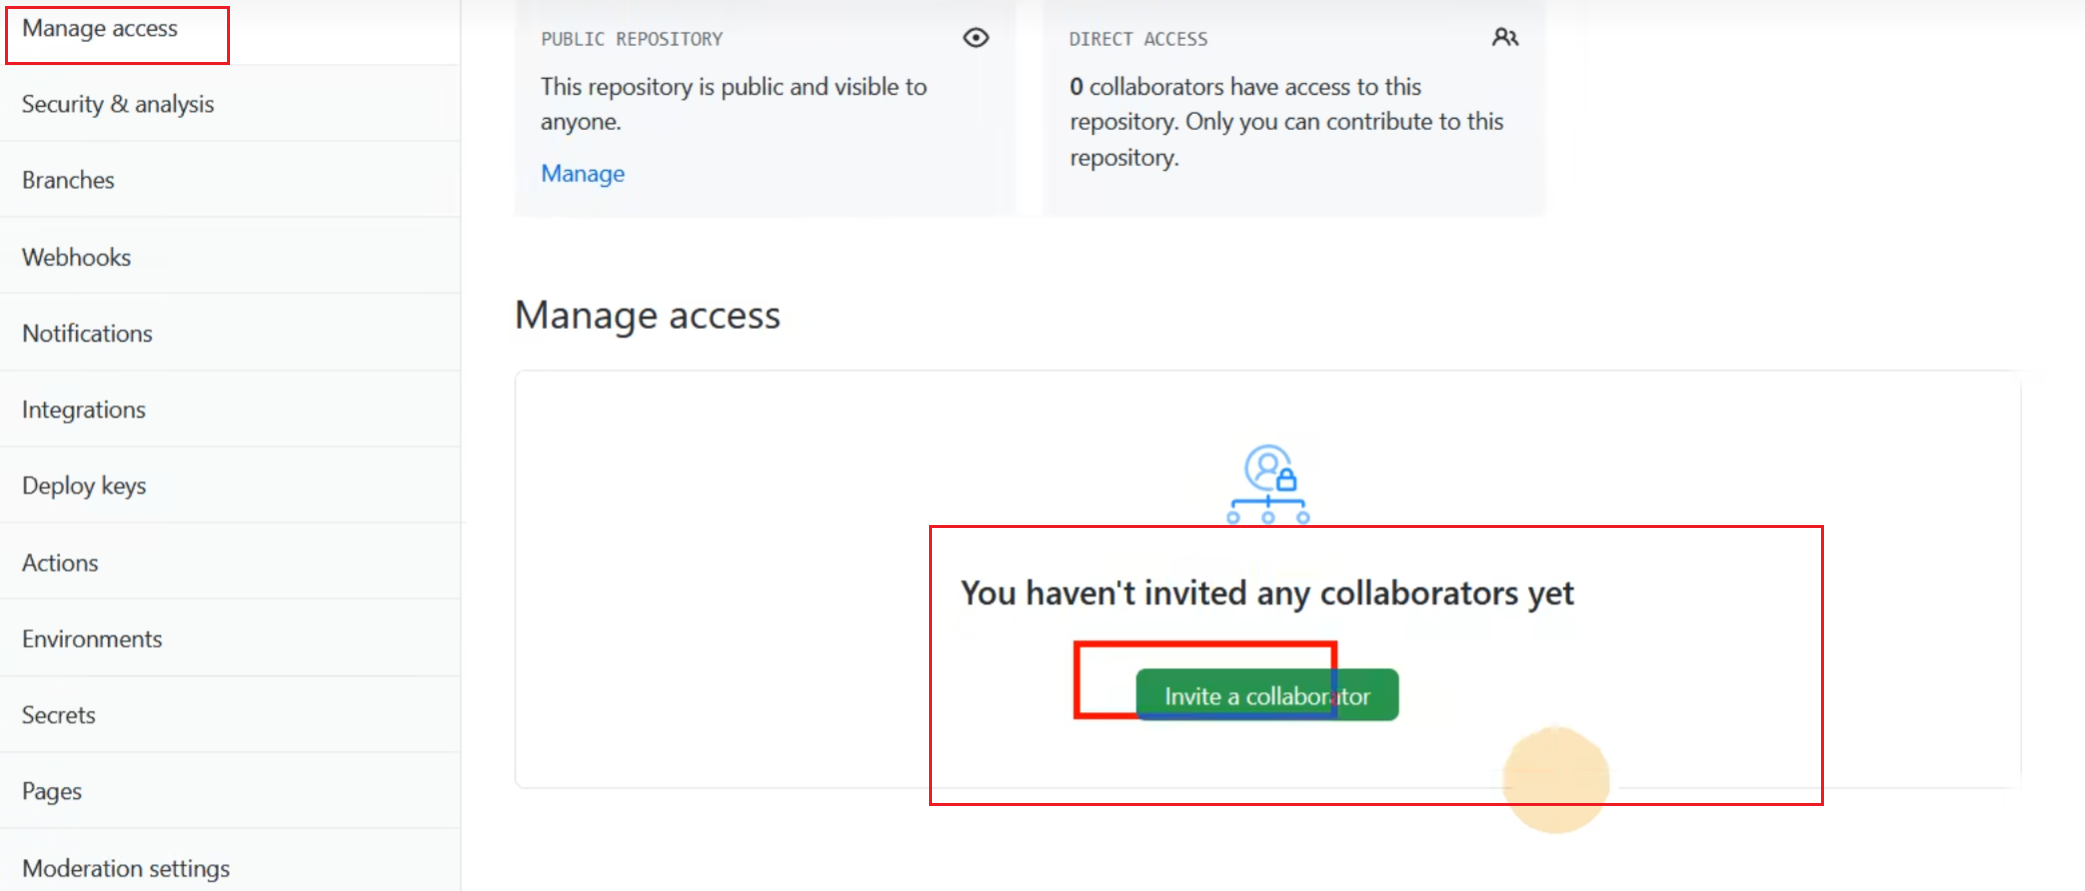 Manage access
Security & analysis
Branches
Webhooks
Notifications
Integrations
Deploy keys
Actions
Environments
Secrets
Pages
Moderation settings
PUBLIC REPOSITORY
This repository is public and visible to
anyone.
Manage
DIRECT ACCESS
0 collaborators have access to this
repository. Only you can contribute to this
repository.
Manage access
You haven't invited any collaborators yet
Invite a collaborator